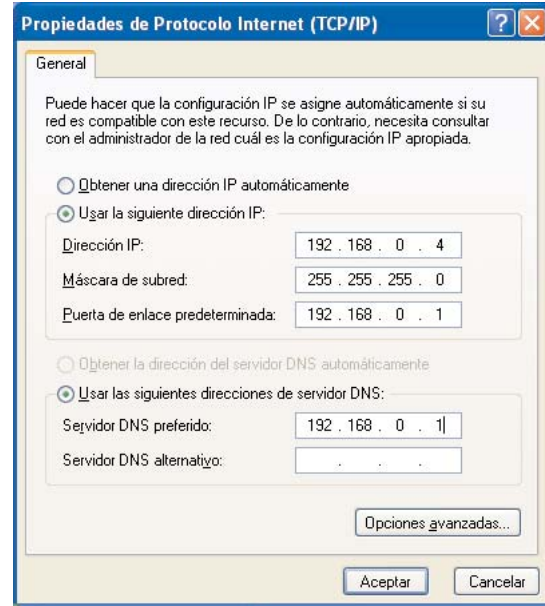 Propiedades de Protocolo Internet (TCP/IP)
General
Puede hacer que la configuración IP se asigne automáticamente si su
red es compatible con este recurso. De lo contrario, necesita consultar
con el administrador de la red cuál es la configuración IP apropiada.
Obtener una dirección IP automáticamente
Usar la siguiente dirección IP:
Dirección IP: 192 . 168 . 0 . 4
Máscara de subred: 255 . 255 . 255 . 0
Puerta de enlace predeterminada: 192 . 168 . 0 . 1
Obtener la dirección del servidor DNS automáticamente
Usar las siguientes direcciones de servidor DNS:
Servidor DNS preferido: 192 . 168 . 0 . 1
Servidor DNS alternativo: . . .
Opciones avanzadas...
Aceptar Cancelar